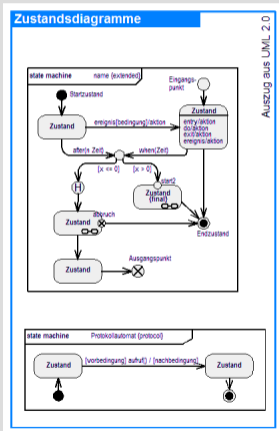 Zustandsdiagramme
Auszug aus UML 2.0
state machine name {extended}
Startzustand
Eingangs-
punkt
Zustand
ereignis[bedingung]/aktion
Zustand
entry/aktion
do/aktion
exit/aktion
ereignis/aktion
after(x Zeit)
when(Zeit)
[x <= 0]
[x > 0]
H
start2
Zustand
{final}
abbruch
Zustand
Endzustand
Zustand
Ausgangspunkt
state machine Protokollautomat {protocol}
Zustand
[vorbedingung] aufruf() / [nachbedingung]
Zustand